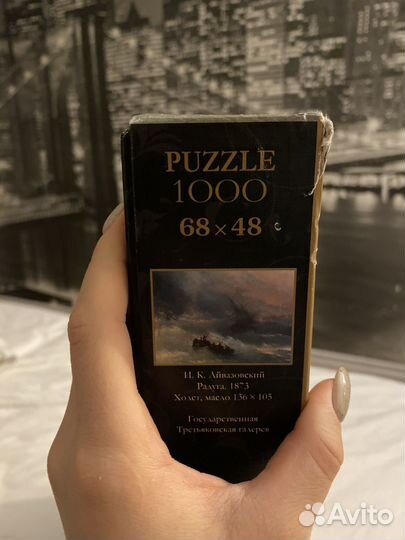 PUZZLE
1000
68×48
И. К. Айвазовский
Радуга. 1873
Холст, масло 136×105
Государственная
Третьяковская галерея
Avito